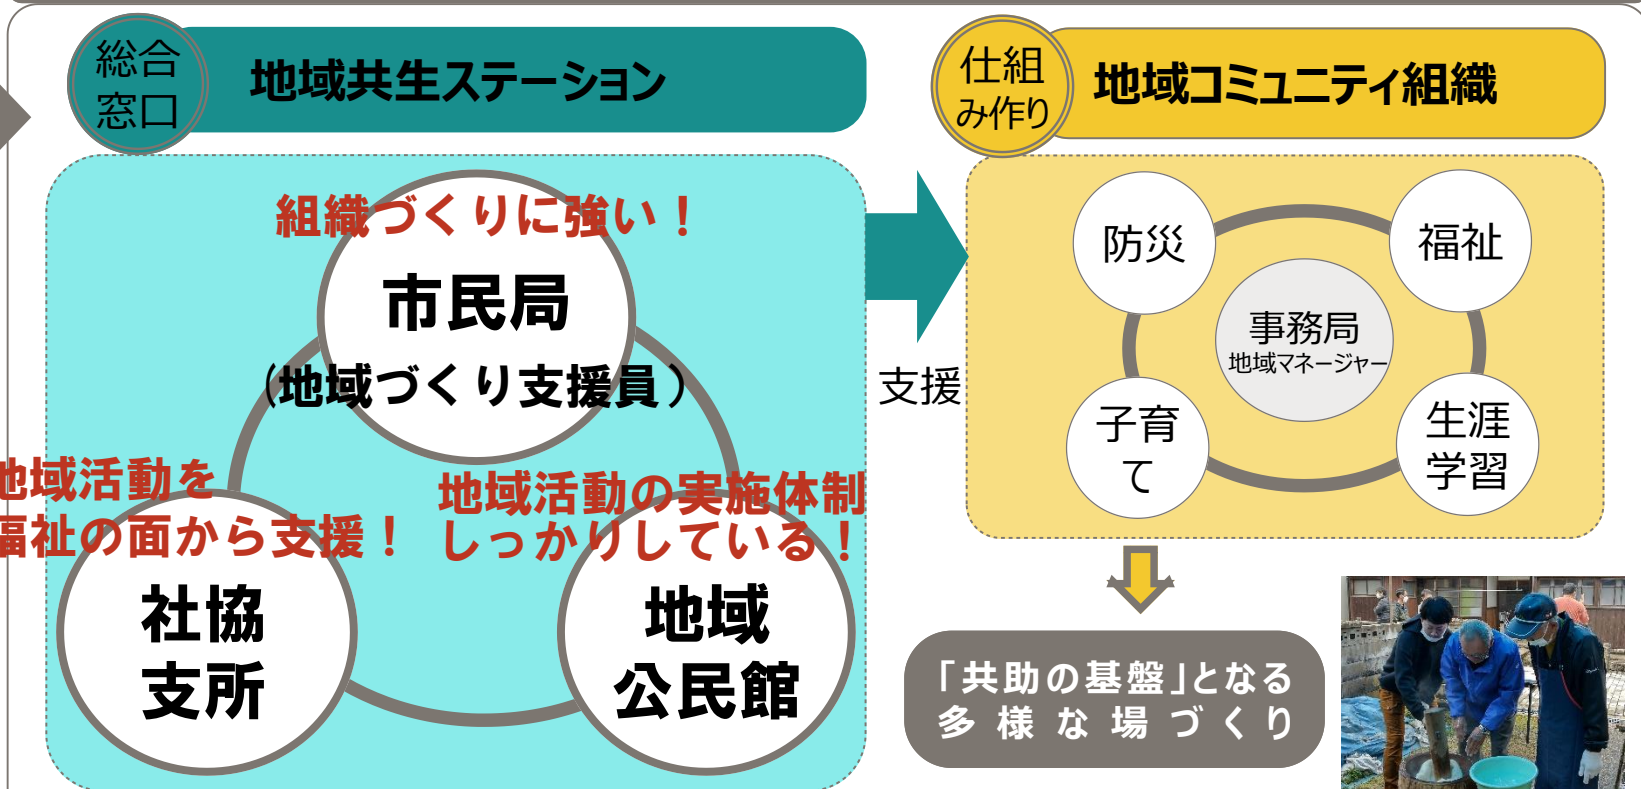 総合
窓口
地域共生ステーション
組織づくりに強い！
市民局
（地域づくり支援員）
地域活動を
福祉の面から支援！
地域活動の実施体制
しっかりしている！
社協
支所
地域
公民館
支援
仕組
み作り
地域コミュニティ組織
防災
福祉
事務局
地域マネージャー
子育
て
生涯
学習
「共助の基盤」となる
多様な場づくり